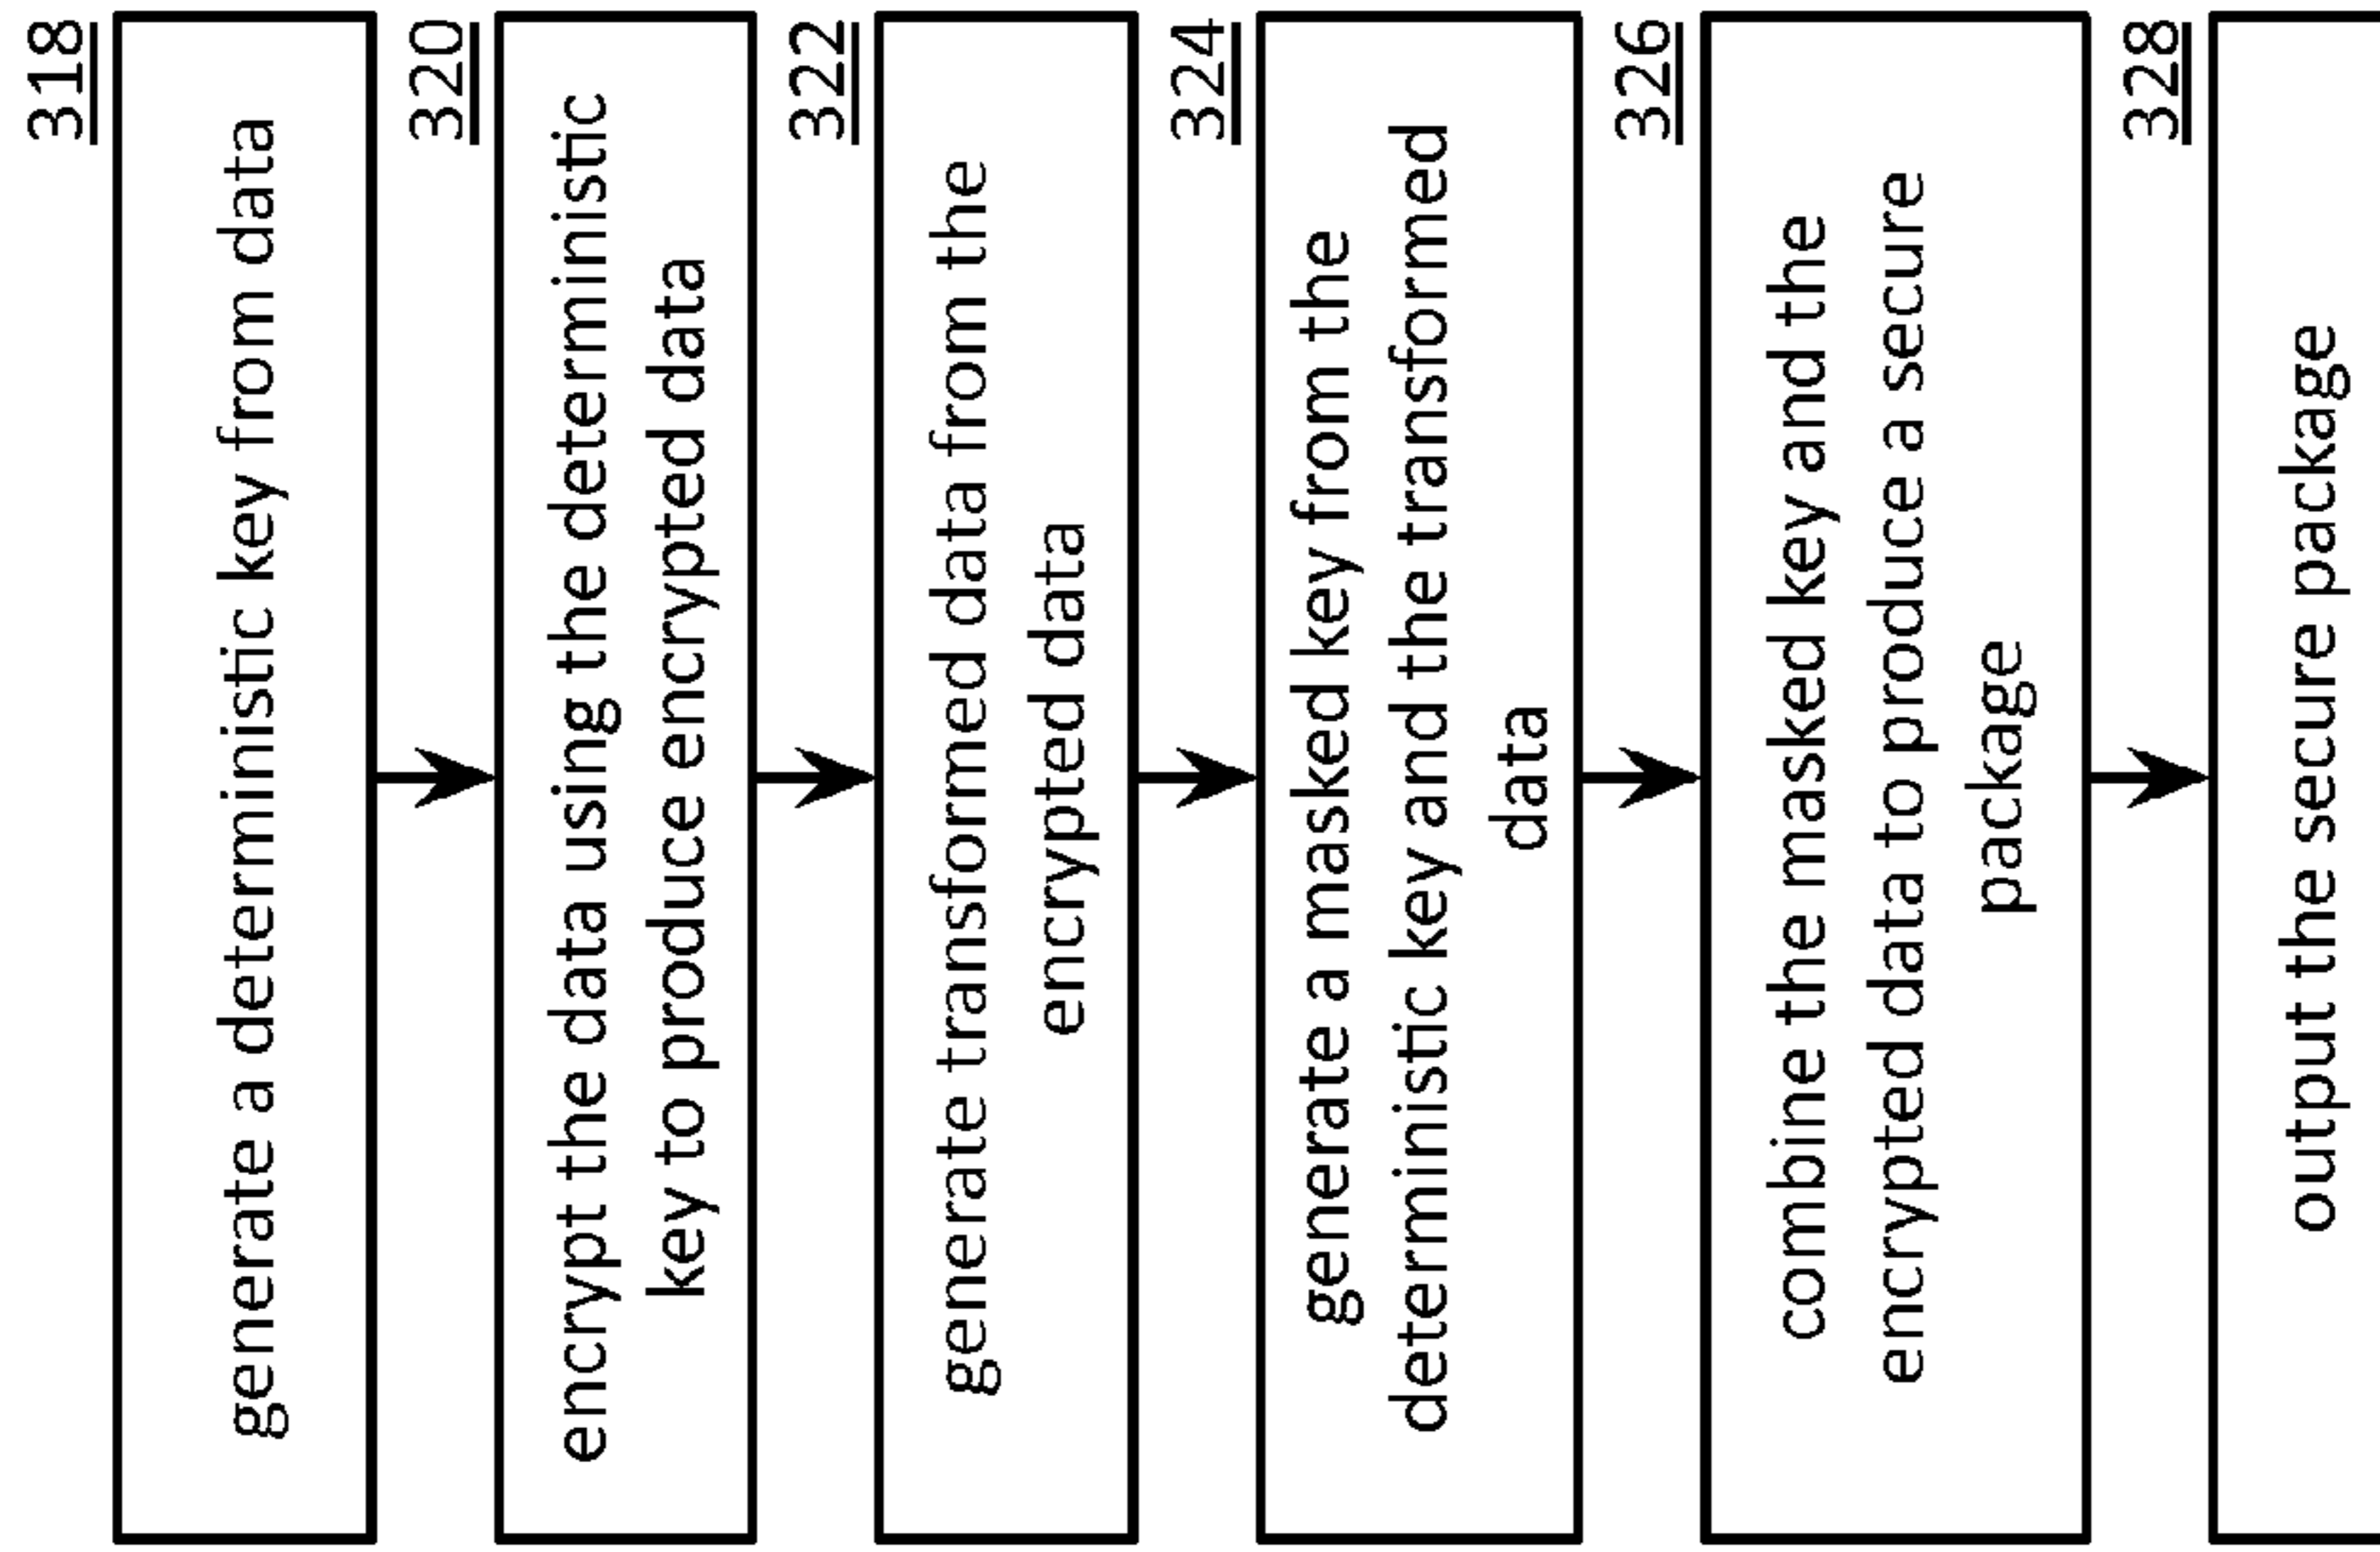 318
generate a deterministic key from data
320
encrypt the data using the deterministic
key to produce encrypted data
322
generate transformed data from the
encrypted data
324
generate a masked key from the
deterministic key and the transformed
data
326
combine the masked key and the
encrypted data to produce a secure
package
328
output the secure package